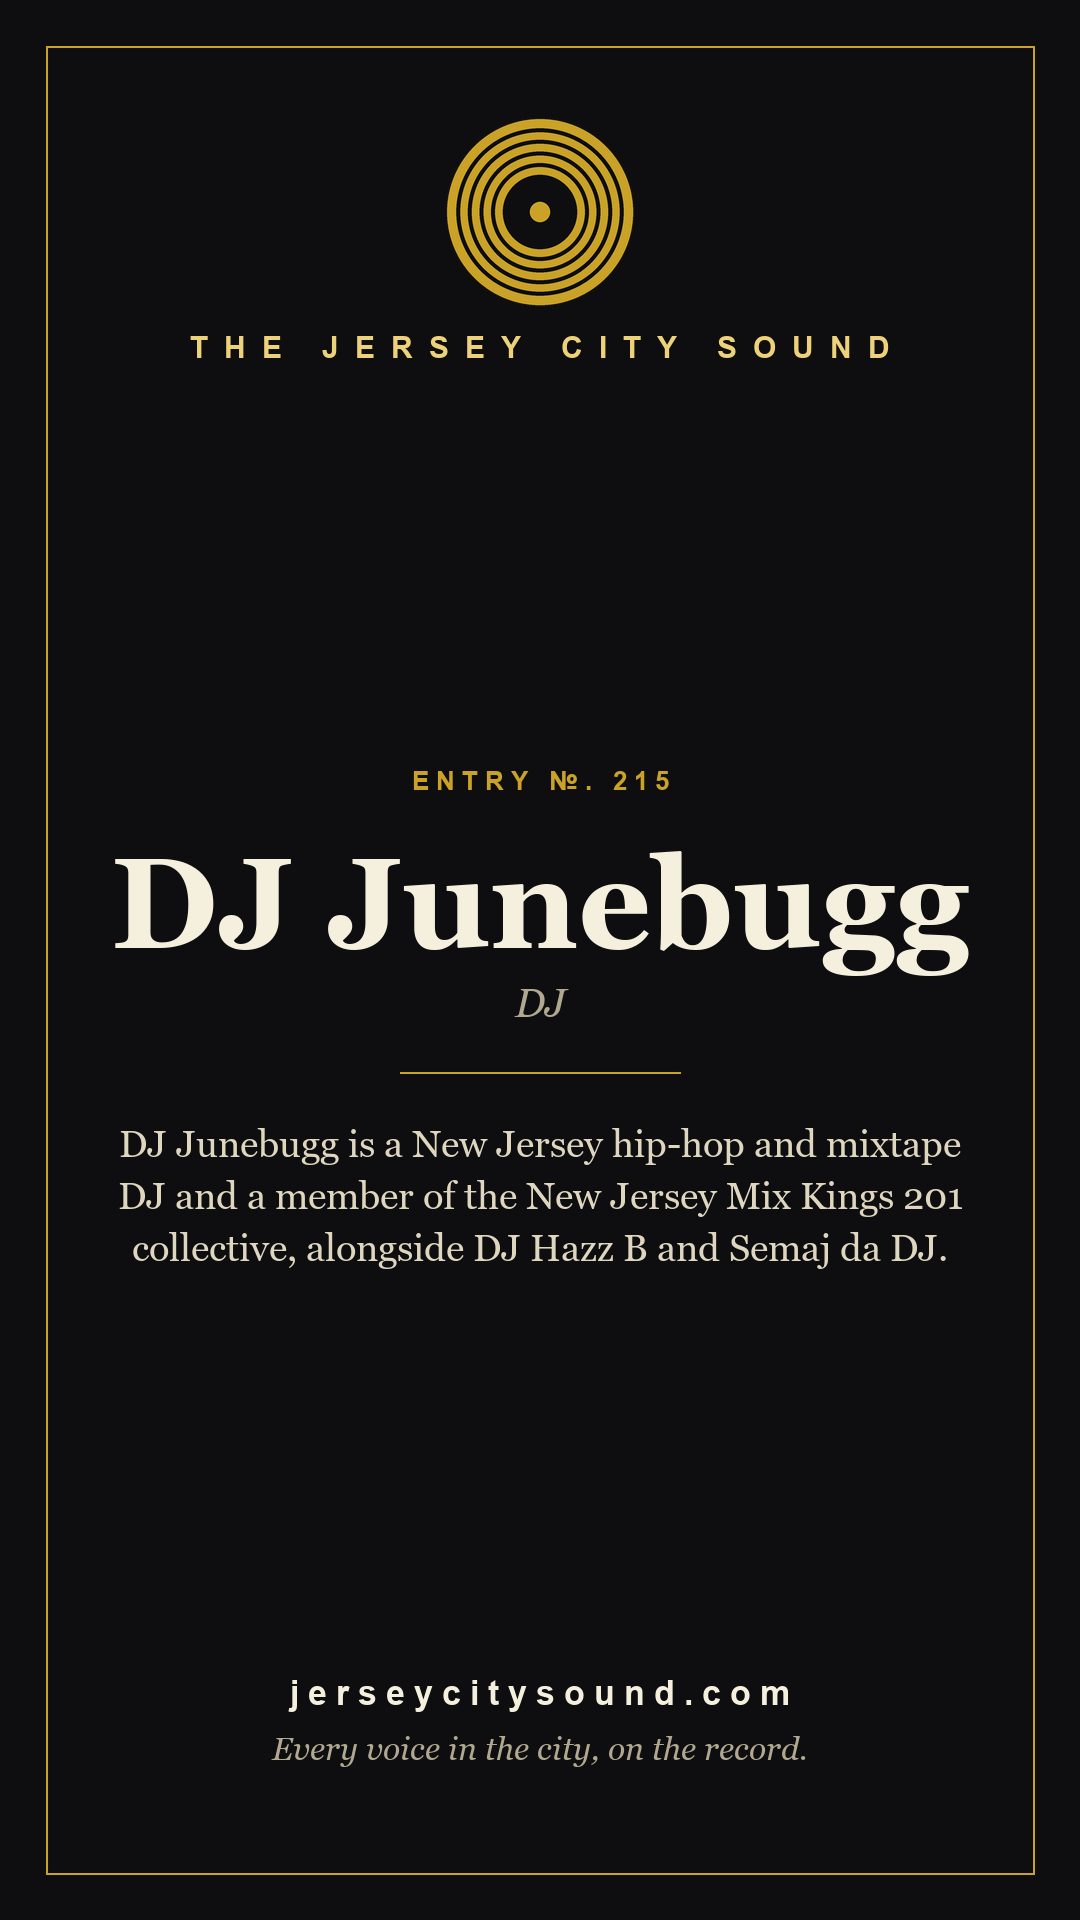 THE JERSEY CITY SOUND
ENTRY №. 215
DJ Junebugg
DJ
DJ Junebugg is a New Jersey hip-hop and mixtape
DJ and a member of the New Jersey Mix Kings 201
collective, alongside DJ Hazz B and Semaj da DJ.
jerseycitysound.com
Every voice in the city, on the record.